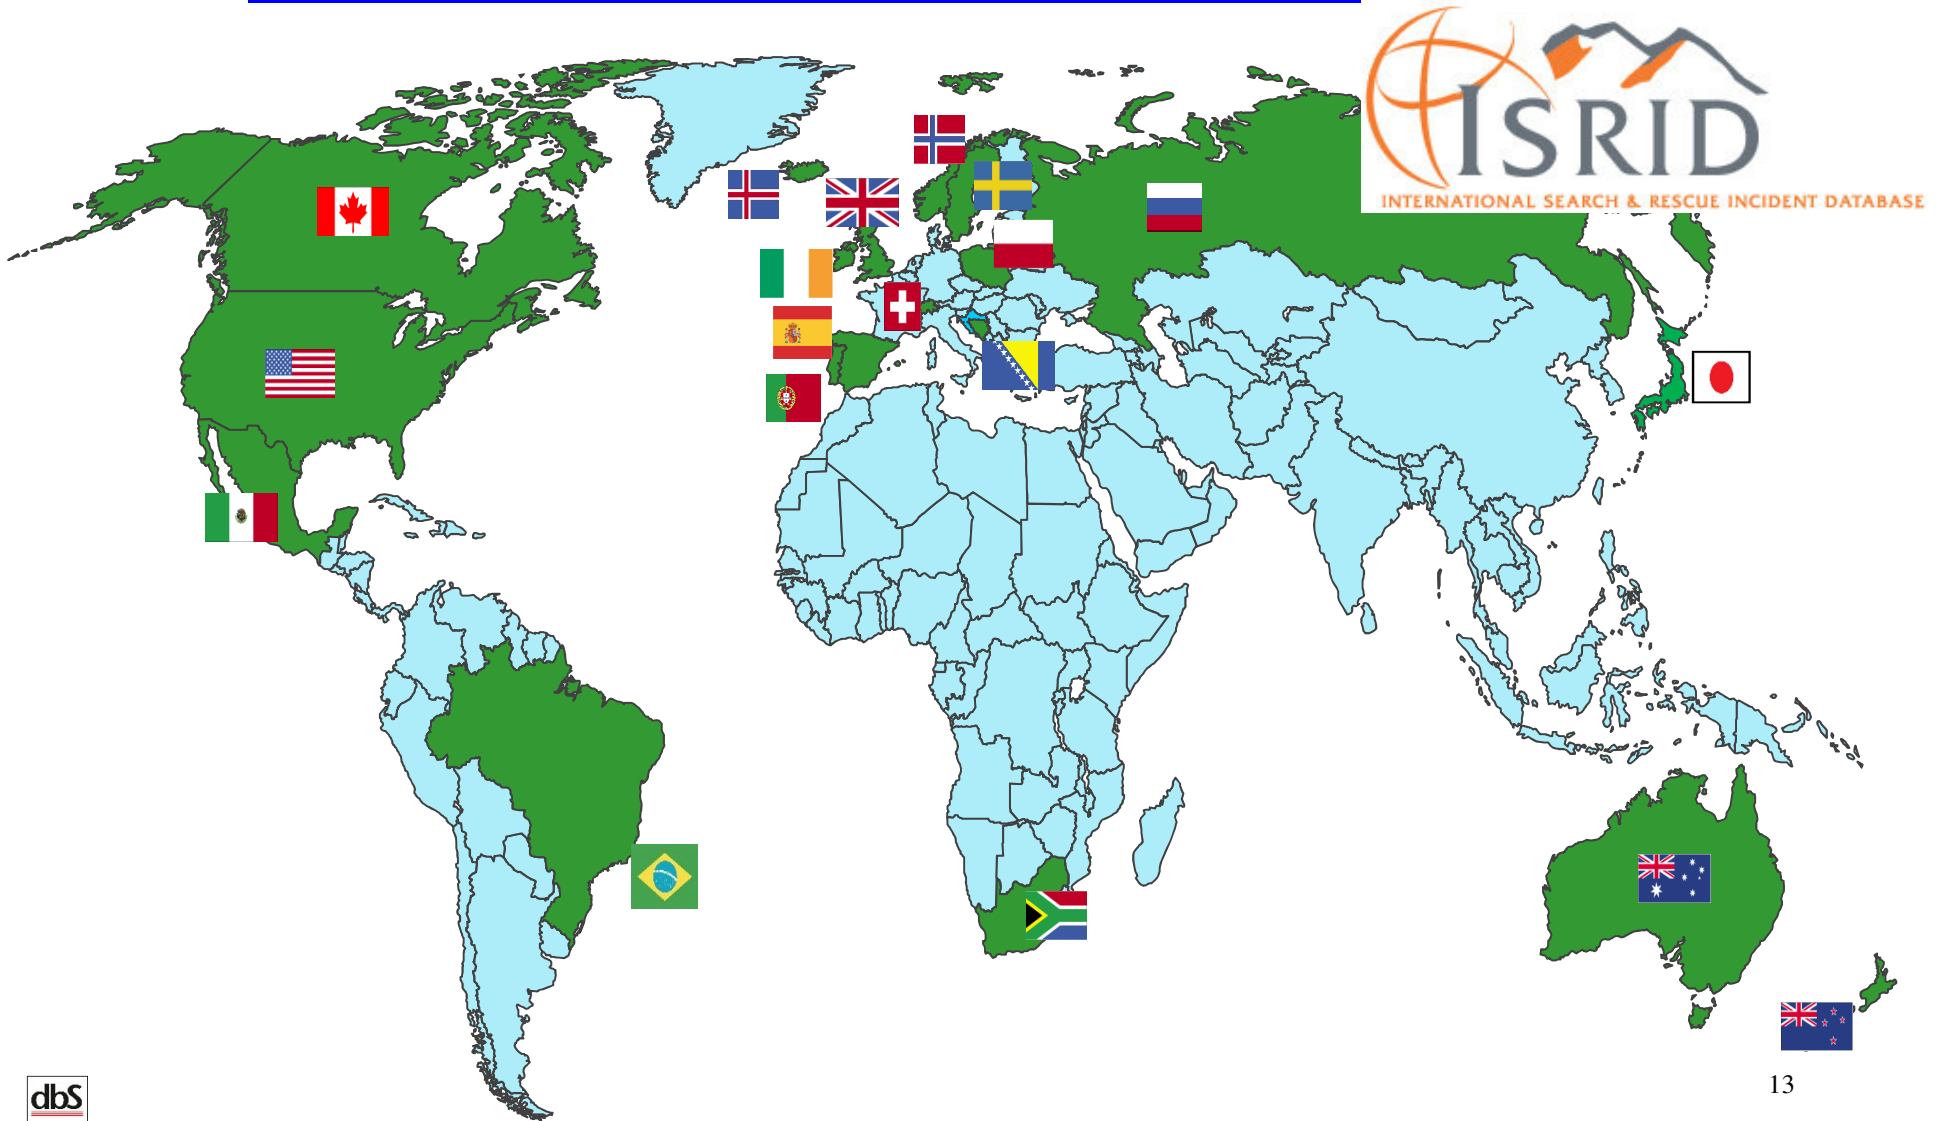 ISRID
INTERNATIONAL SEARCH & RESCUE INCIDENT DATABASE
13
dbS